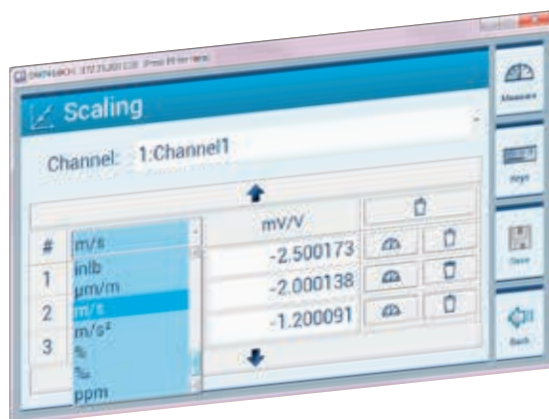 Scaling
Measure
Channel: 1:Channel1
Keys
# m/s mV/V
1 inlb -2.500173
µm/m
2 m/s -2.000138
m/s²
3 % -1.200091
‰
ppm
Save
Back